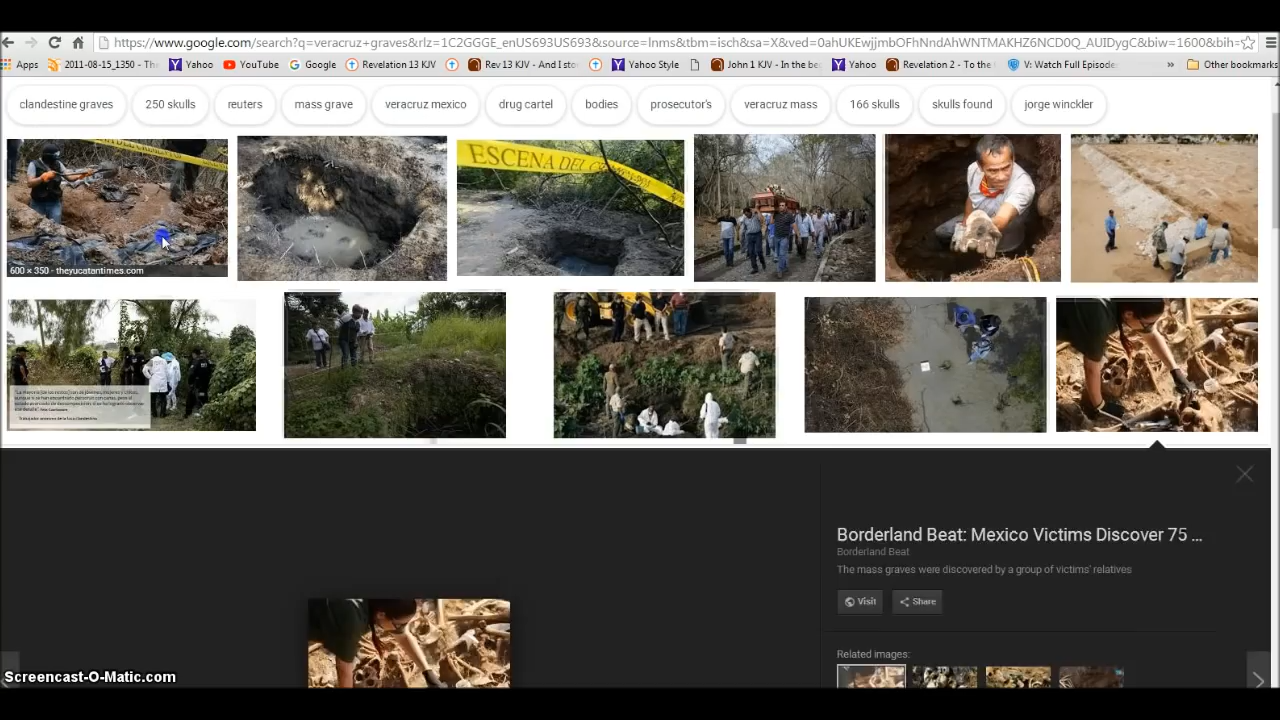 https://www.google.com/search?q=veracruz+graves&rlz=1C2GGGE_enUS693US693&source=lnms&tbm=isch&sa=X&ved=0ahUKEwjjmbOFhNndAhWNTMAKHZ6NCD0Q_AUIDygC&biw=1600&bih=
Apps 2011-08-15_1350 - Th Yahoo YouTube Google Revelation 13 KJV Rev 13 KJV - And I sto Yahoo Style John 1 KJV - In the be Yahoo Revelation 2 - To the V: Watch Full Episode » Other bookmarks
clandestine graves 250 skulls reuters mass grave veracruz mexico drug cartel bodies prosecutor's veracruz mass 166 skulls skulls found jorge winckler
ESCENA DEL
600 × 350 - theyucatantimes.com
Borderland Beat: Mexico Victims Discover 75 ...
Borderland Beat
The mass graves were discovered by a group of victims' relatives
Visit Share
Related images:
Screencast-O-Matic.com